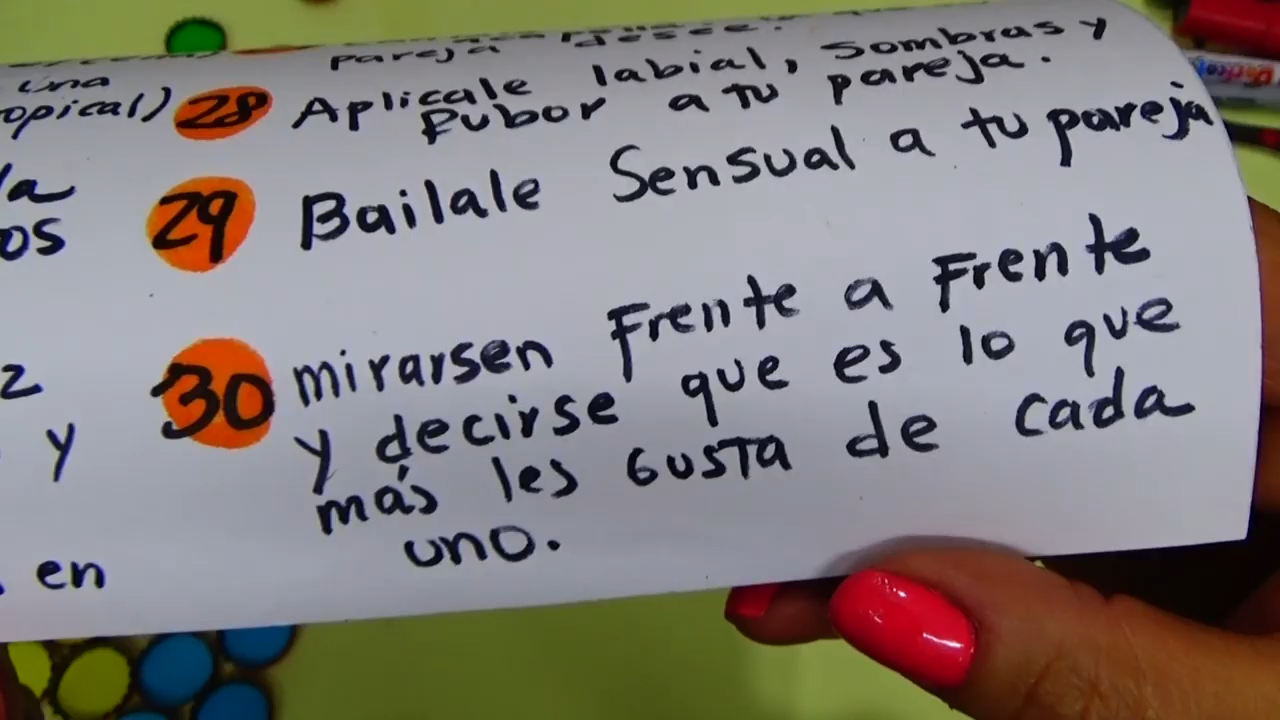 pareja desee.
una
opical)
28 Aplicale labial, Sombras y
Rubor a tu pareja.
la
os
29 Bailale Sensual a tu pareja
z
y
30 mirarsen Frente a Frente
y decirse que es lo que
más les GUSTA de cada
uno.
en